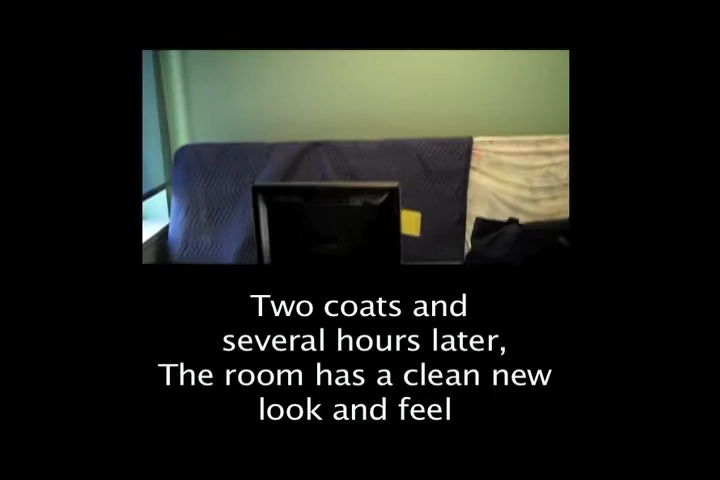 Two coats and
several hours later,
The room has a clean new
look and feel